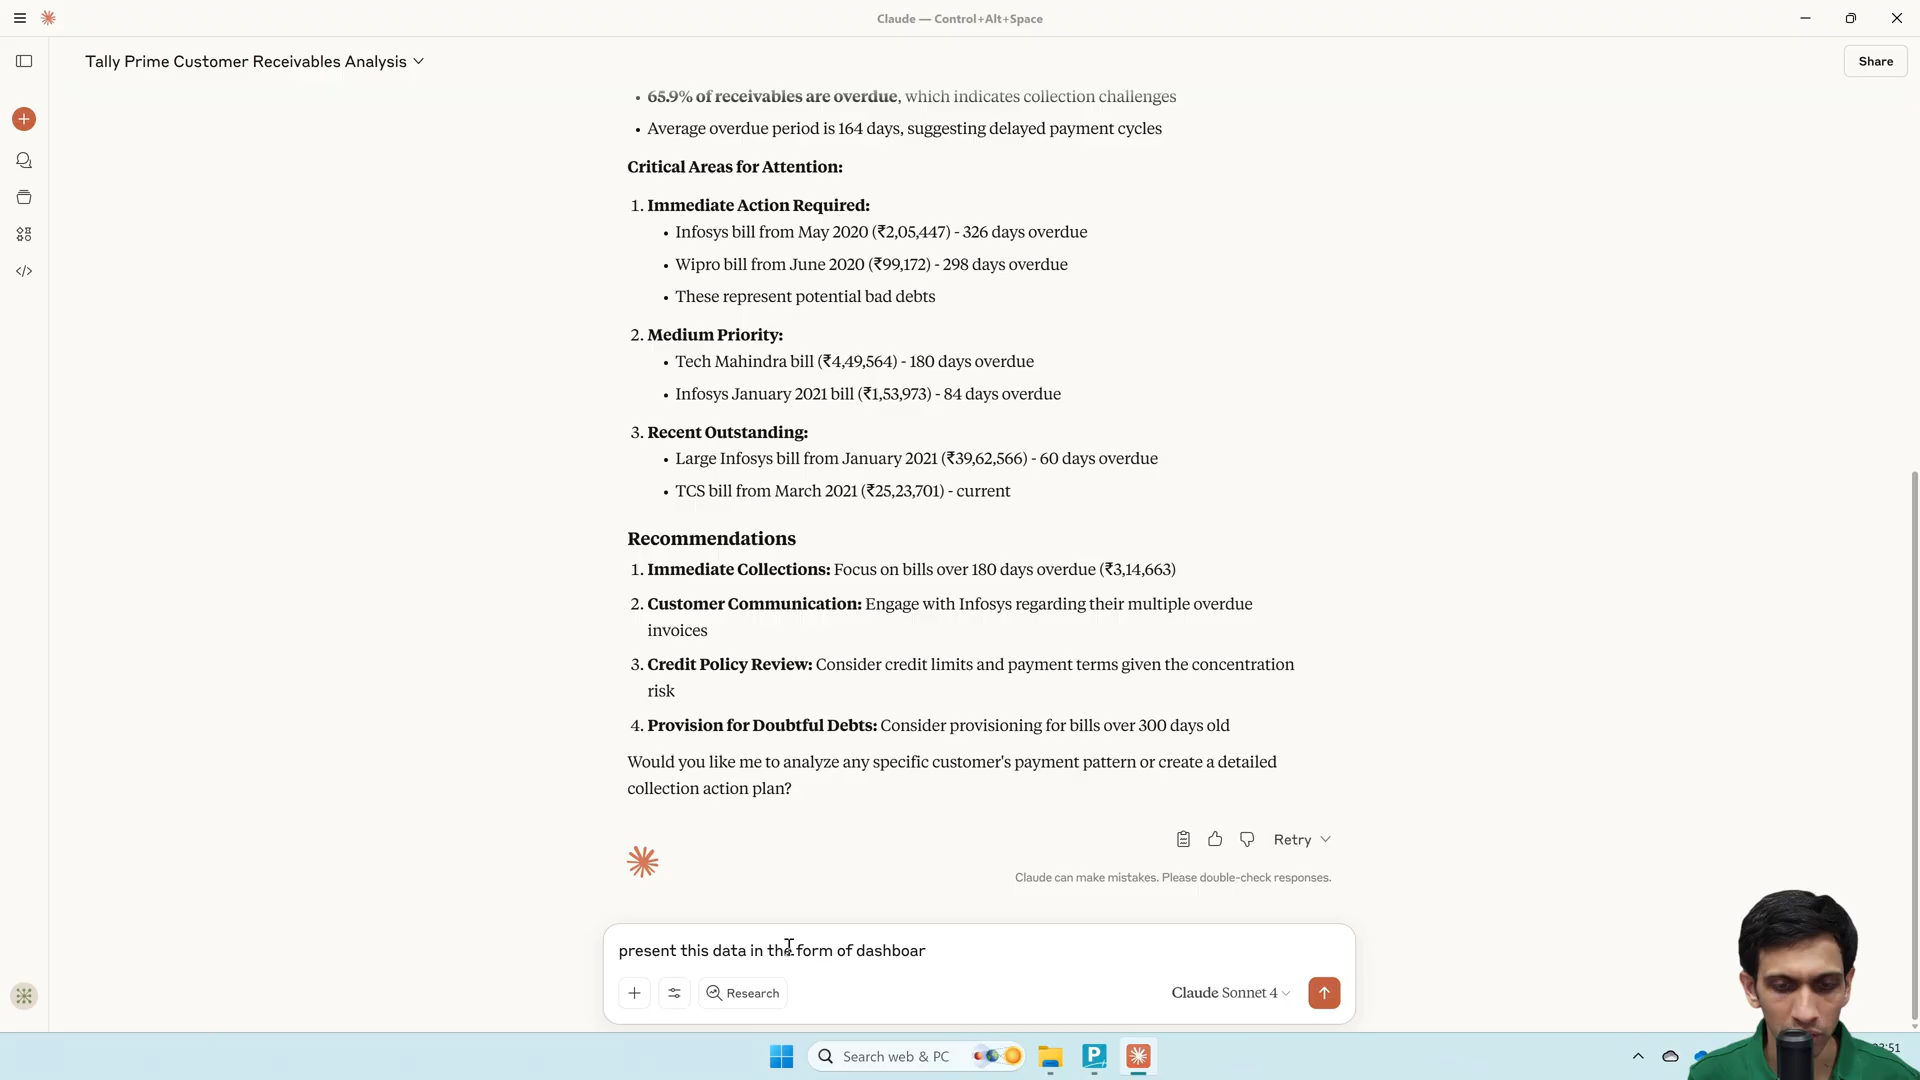 Claude — Control+Alt+Space
Tally Prime Customer Receivables Analysis
Share
• 65.9% of receivables are overdue, which indicates collection challenges
• Average overdue period is 164 days, suggesting delayed payment cycles
Critical Areas for Attention:
1. Immediate Action Required:
• Infosys bill from May 2020 (₹2,05,447) - 326 days overdue
• Wipro bill from June 2020 (₹99,172) - 298 days overdue
• These represent potential bad debts
2. Medium Priority:
• Tech Mahindra bill (₹4,49,564) - 180 days overdue
• Infosys January 2021 bill (₹1,53,973) - 84 days overdue
3. Recent Outstanding:
• Large Infosys bill from January 2021 (₹39,62,566) - 60 days overdue
• TCS bill from March 2021 (₹25,23,701) - current
Recommendations
1. Immediate Collections: Focus on bills over 180 days overdue (₹3,14,663)
2. Customer Communication: Engage with Infosys regarding their multiple overdue
invoices
3. Credit Policy Review: Consider credit limits and payment terms given the concentration
risk
4. Provision for Doubtful Debts: Consider provisioning for bills over 300 days old
Would you like me to analyze any specific customer's payment pattern or create a detailed
collection action plan?
Retry
Claude can make mistakes. Please double-check responses.
present this data in the form of dashboar
Research
Claude Sonnet 4
Search web & PC